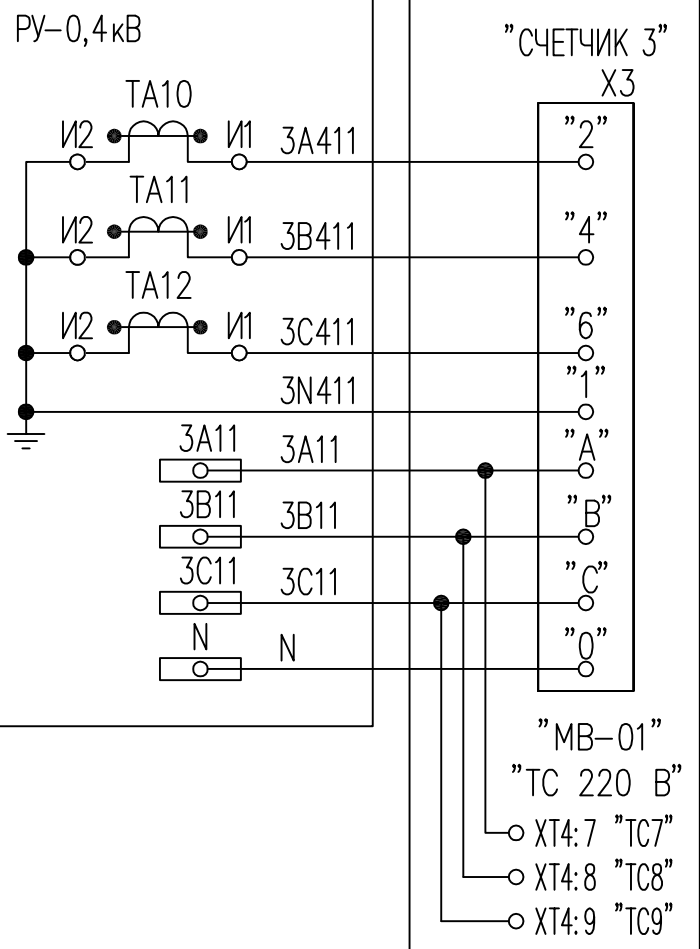 РУ-0,4кВ
"СЧЕТЧИК 3"
X3
ТА10
И2 И1 3А411 "2"
ТА11
И2 И1 3В411 "4"
ТА12
И2 И1 3С411 "6"
3N411 "1"
3А11 3А11 "А"
3В11 3В11 "В"
3С11 3С11 "С"
N N "0"
"МВ-01"
"ТС 220 В"
ХТ4:7 "ТС7"
ХТ4:8 "ТС8"
ХТ4:9 "ТС9"